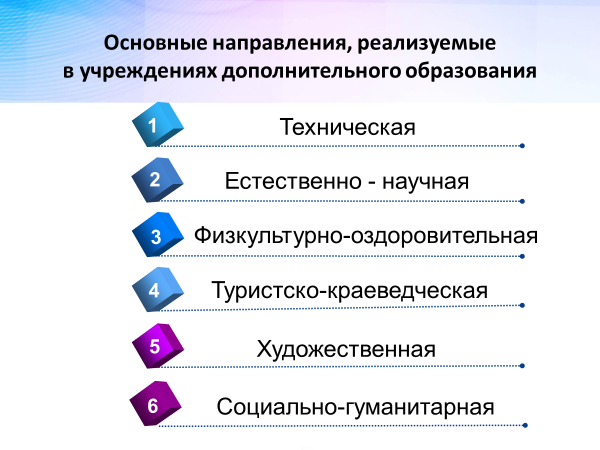 Основные направления, реализуемые
в учреждениях дополнительного образования
1 Техническая
2 Естественно - научная
3 Физкультурно-оздоровительная
4 Туристско-краеведческая
5 Художественная
6 Социально-гуманитарная